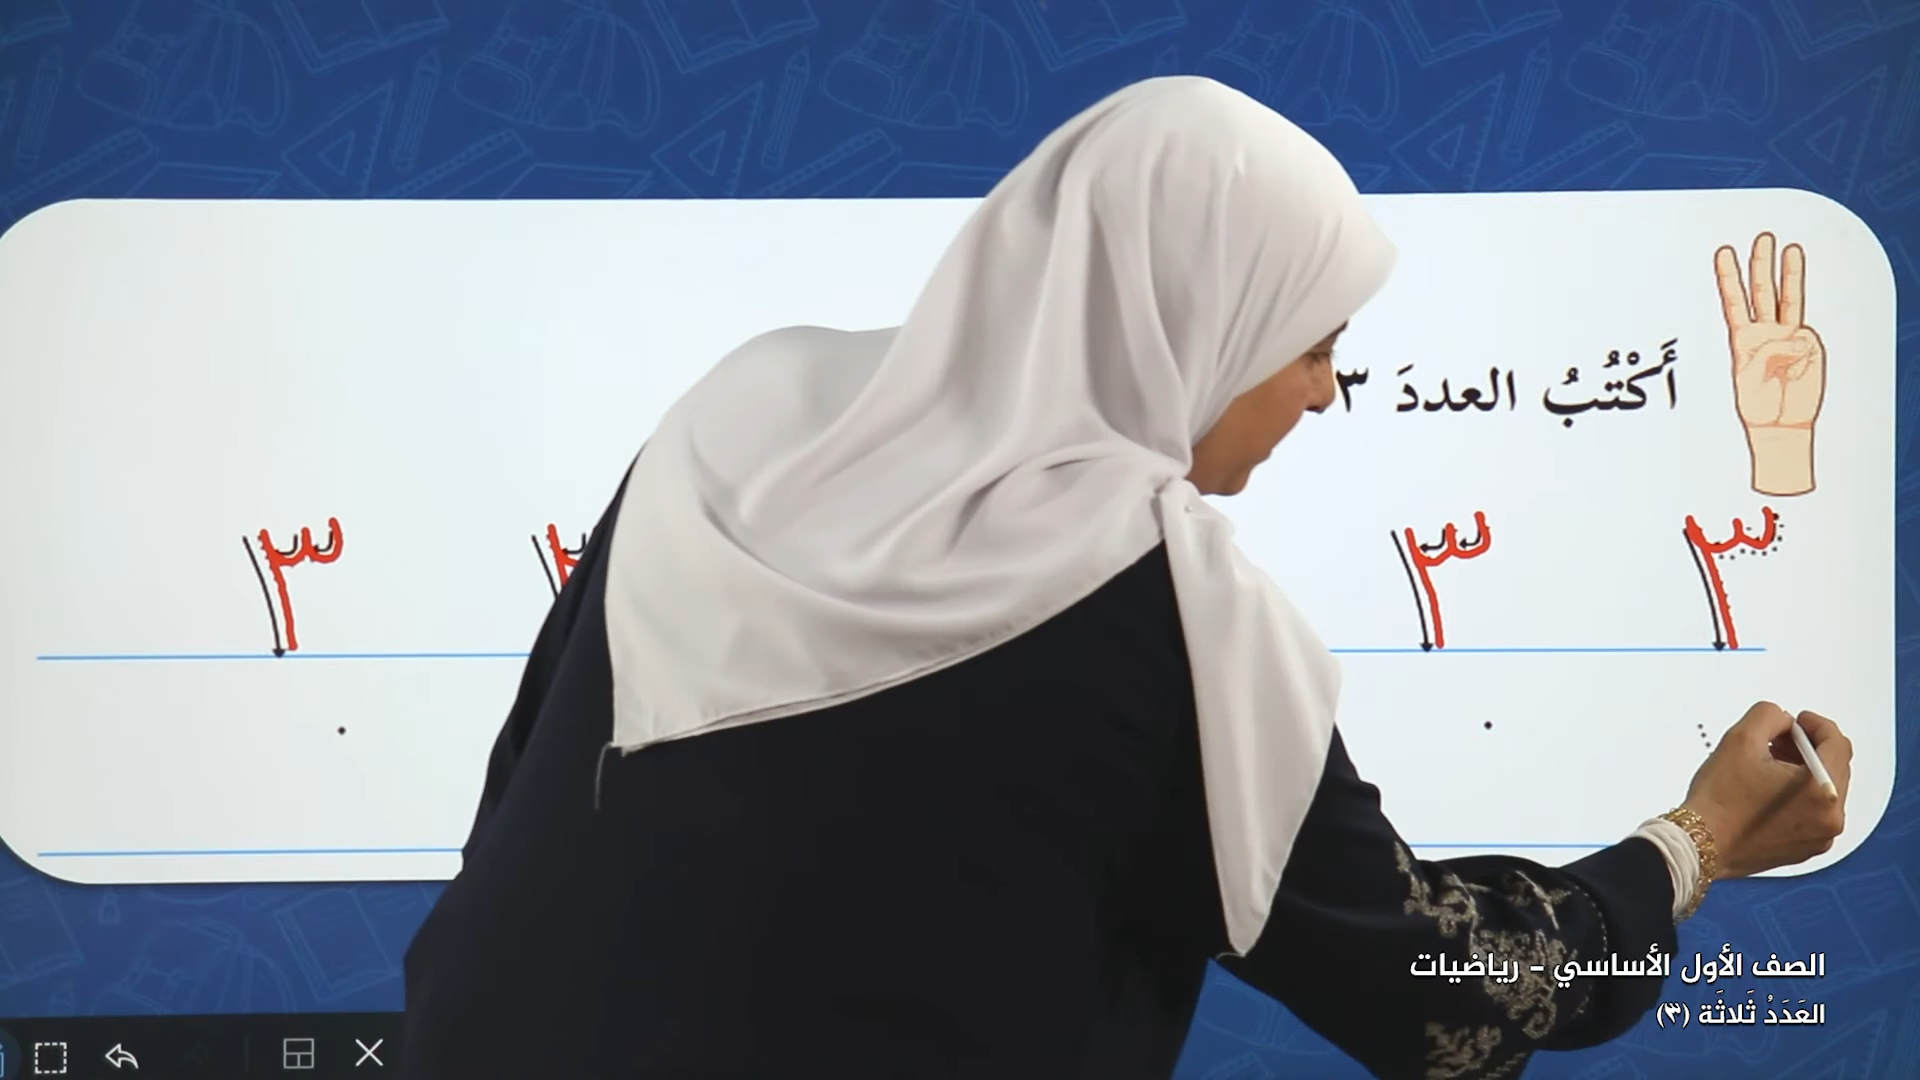 أَكْتُبُ العددَ ٣
٣ ٣ ٣
الصف الأول الأساسي - رياضيات
العَدَدُ ثَلاثَة (٣)